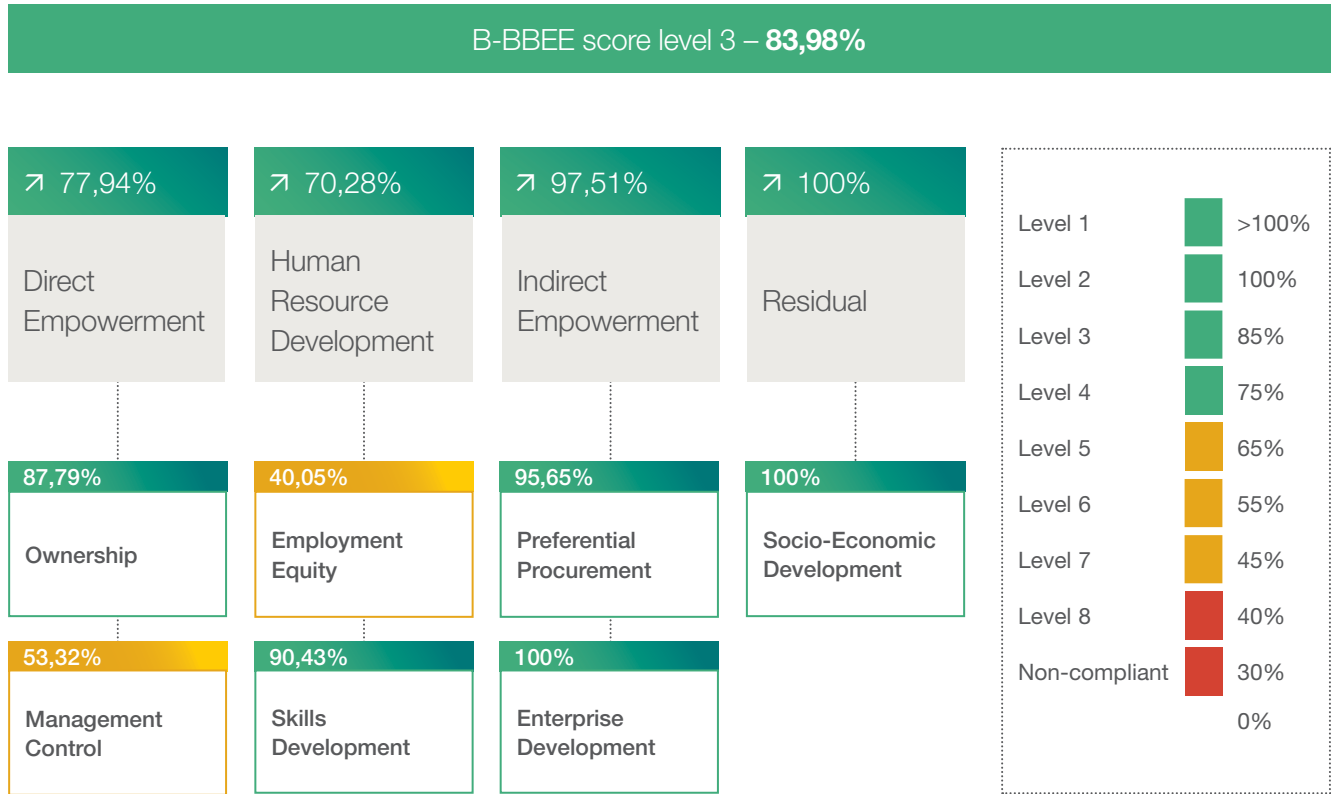 B-BBEE score level 3 – 83,98%
↗ 77,94%
Direct
Empowerment
↗ 70,28%
Human
Resource
Development
↗ 97,51%
Indirect
Empowerment
↗ 100%
Residual
87,79%
Ownership
53,32%
Management
Control
40,05%
Employment
Equity
90,43%
Skills
Development
95,65%
Preferential
Procurement
100%
Enterprise
Development
100%
Socio-Economic
Development
Level 1 >100%
Level 2 100%
Level 3 85%
Level 4 75%
Level 5 65%
Level 6 55%
Level 7 45%
Level 8 40%
Non-compliant 30%
0%